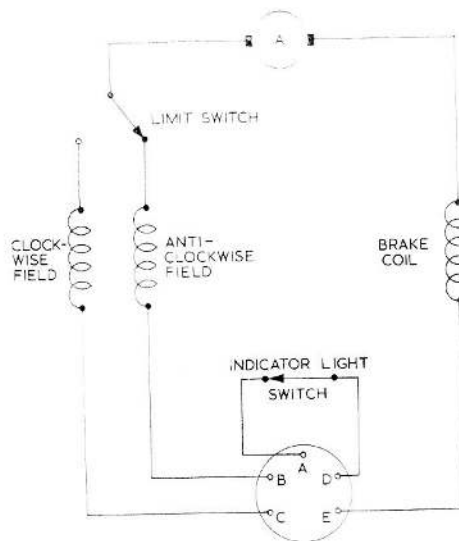 A
LIMIT SWITCH
CLOCK-
WISE
FIELD
ANTI-
CLOCKWISE
FIELD
BRAKE
COIL
INDICATOR LIGHT
SWITCH
A
B
D
C
E